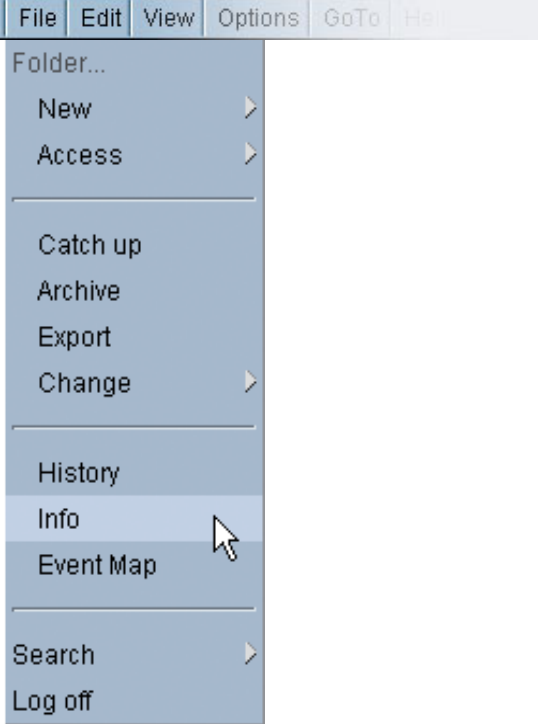 File Edit View Options GoTo
Folder...
New
Access
Catch up
Archive
Export
Change
History
Info
Event Map
Search
Log off